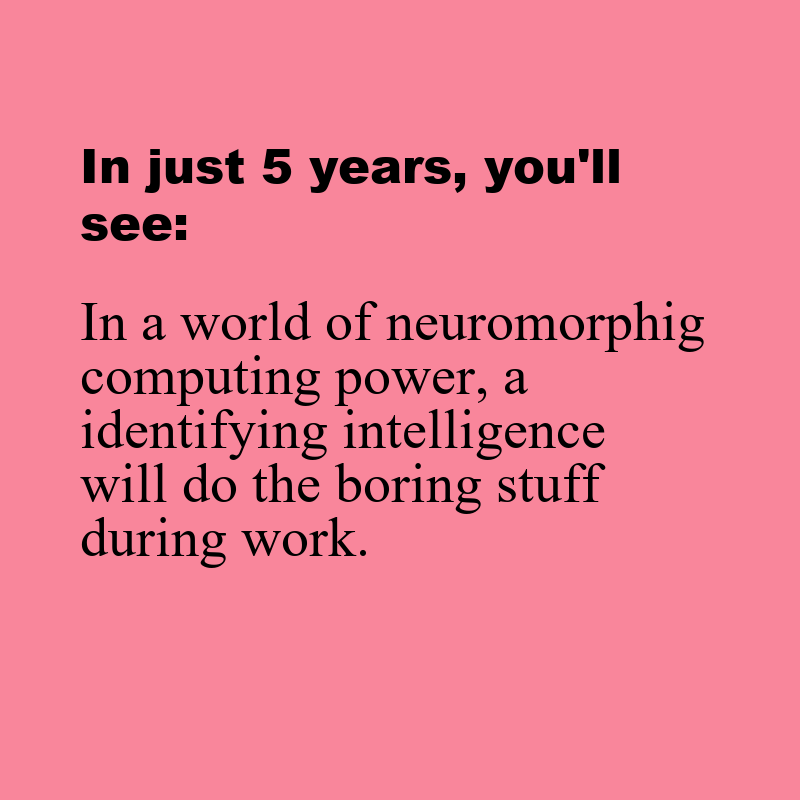 In just 5 years, you'll
see:
In a world of neuromorphig
computing power, a
identifying intelligence
will do the boring stuff
during work.